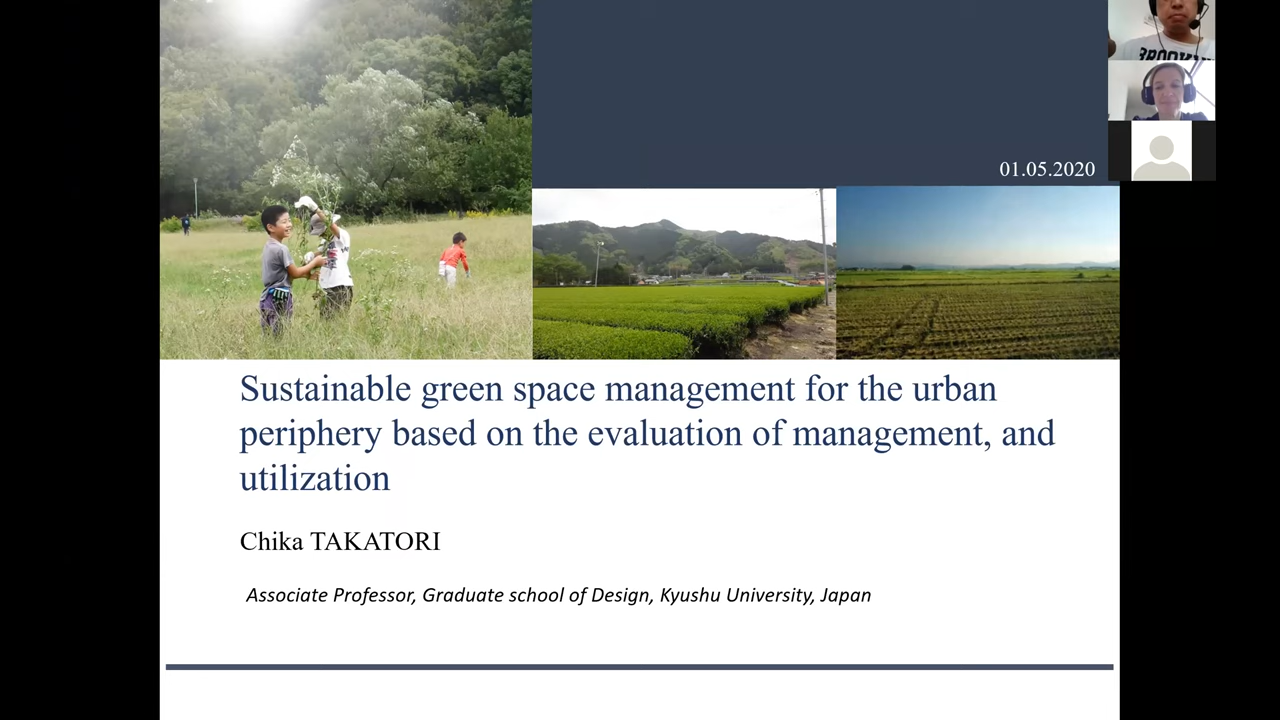 01.05.2020
Sustainable green space management for the urban
periphery based on the evaluation of management, and
utilization
Chika TAKATORI
Associate Professor, Graduate school of Design, Kyushu University, Japan